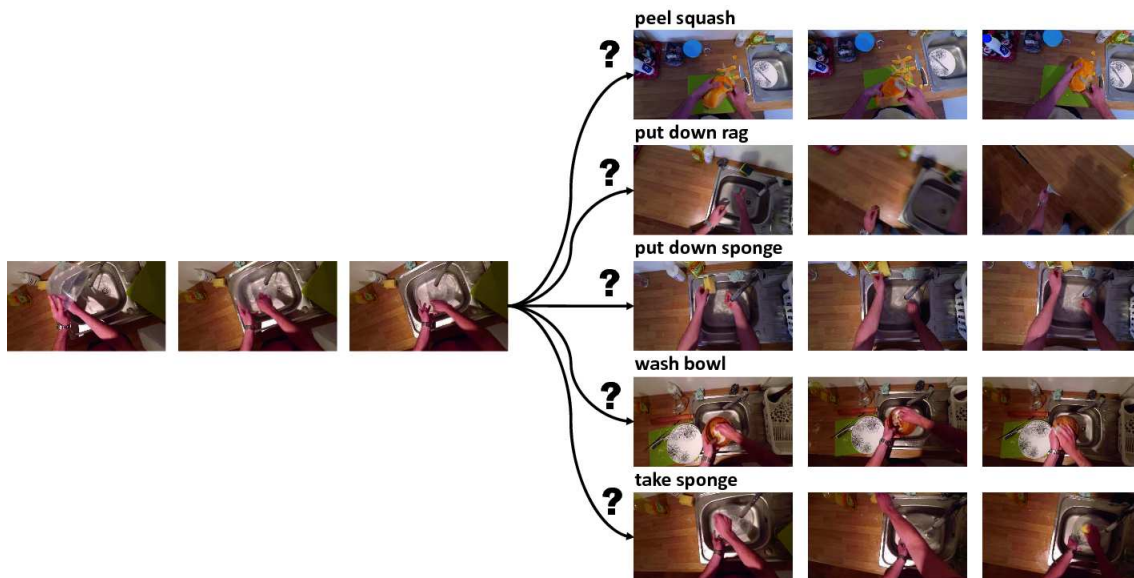 peel squash
?
put down rag
?
put down sponge
?
wash bowl
?
take sponge
?